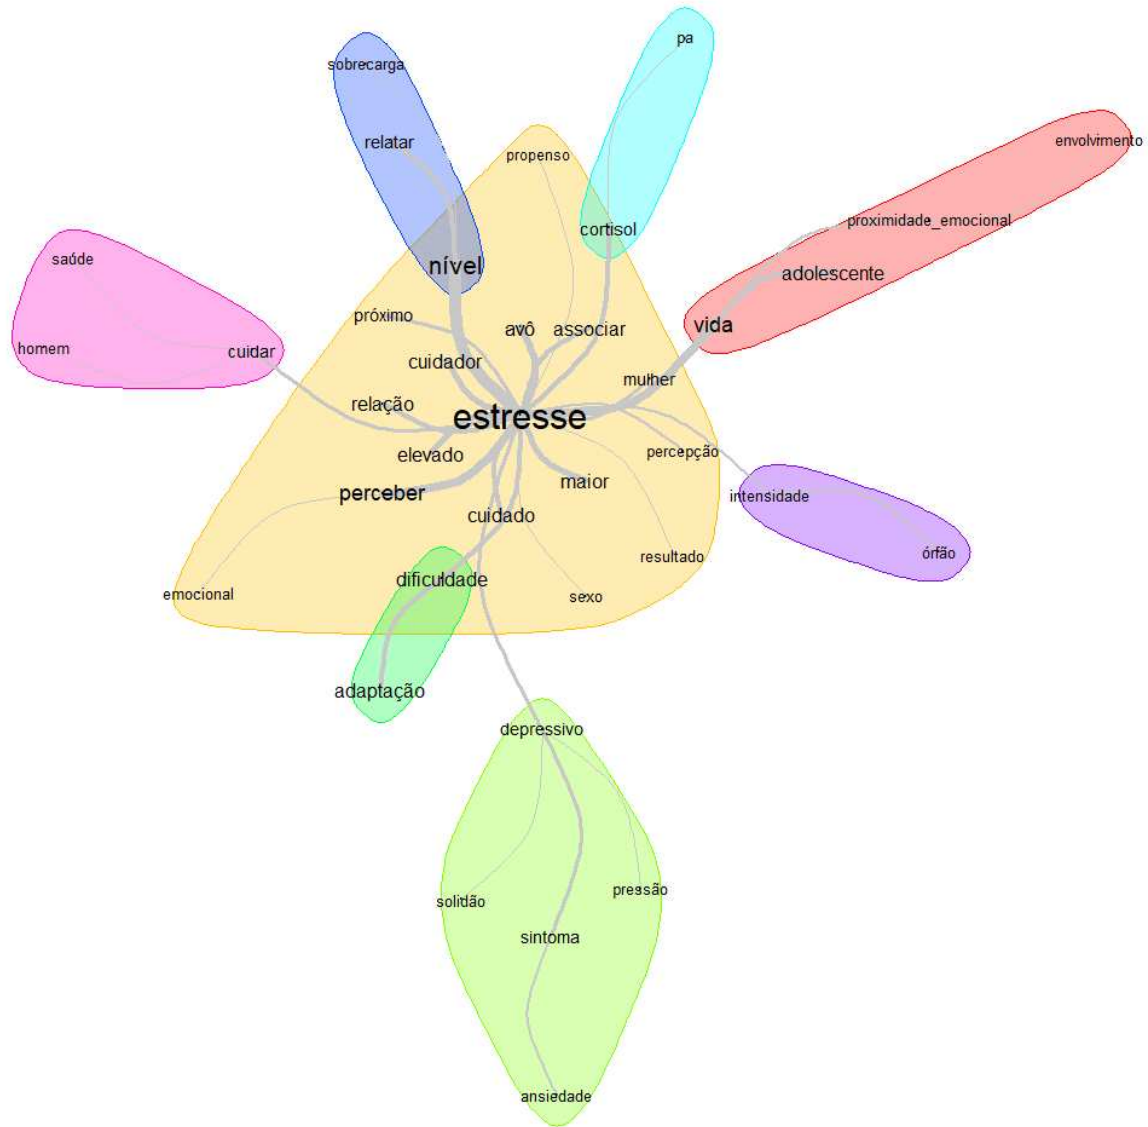 pa
sobrecarga
relatar
envolvimento
propenso
proximidade_emocional
cortisol
saúde
nível
adolescente
próximo
avô
associar
vida
homem
cuidar
cuidador
mulher
relação
estresse
elevado
percepção
perceber
maior
intensidade
cuidado
órfão
resultado
dificuldade
emocional
sexo
adaptação
depressivo
pressão
solidão
sintoma
ansiedade